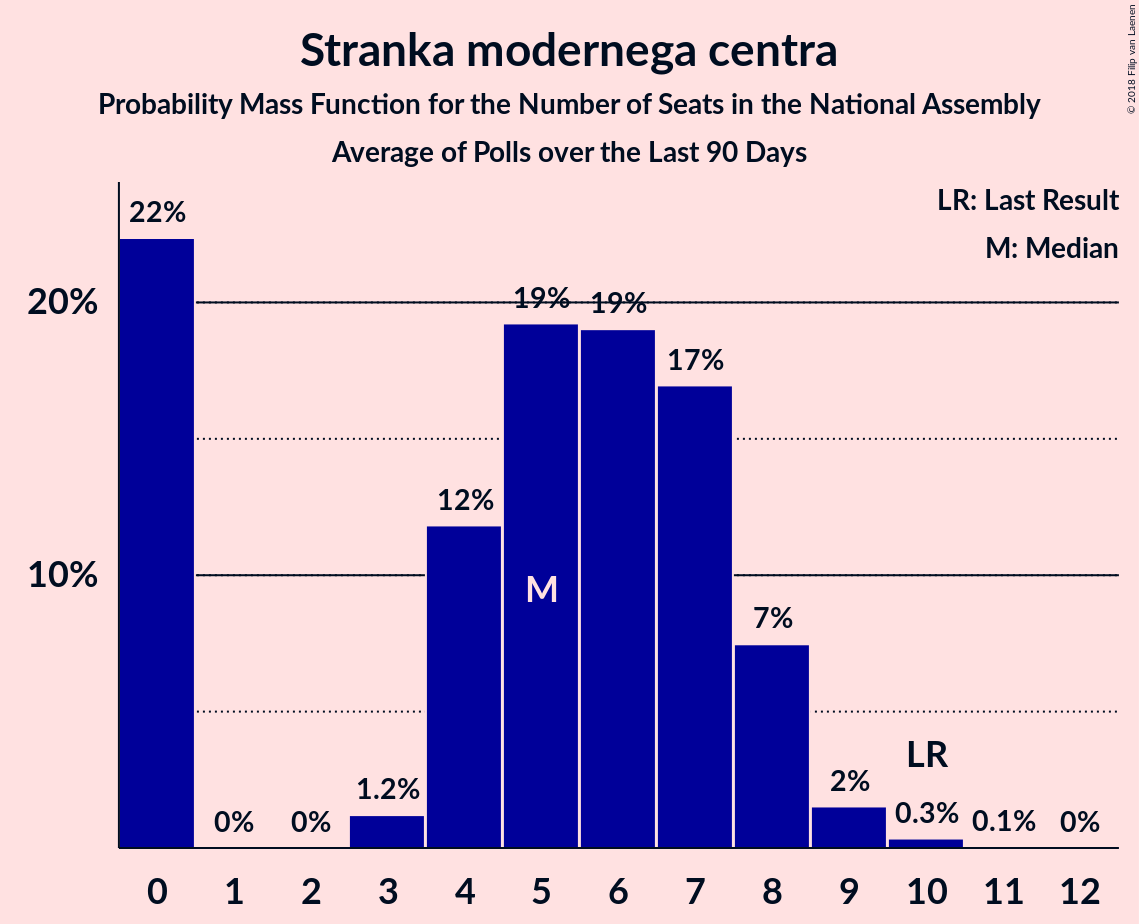 Stranka modernega centra
Probability Mass Function for the Number of Seats in the National Assembly
Average of Polls over the Last 90 Days
© 2018 Filip van Laenen
LR: Last Result
M: Median
22%
20%
19%
19%
17%
12%
10%
M
7%
LR
1.2%
2%
0.3%
0%
0%
0.1%
0%
0 1 2 3 4 5 6 7 8 9 10 11 12